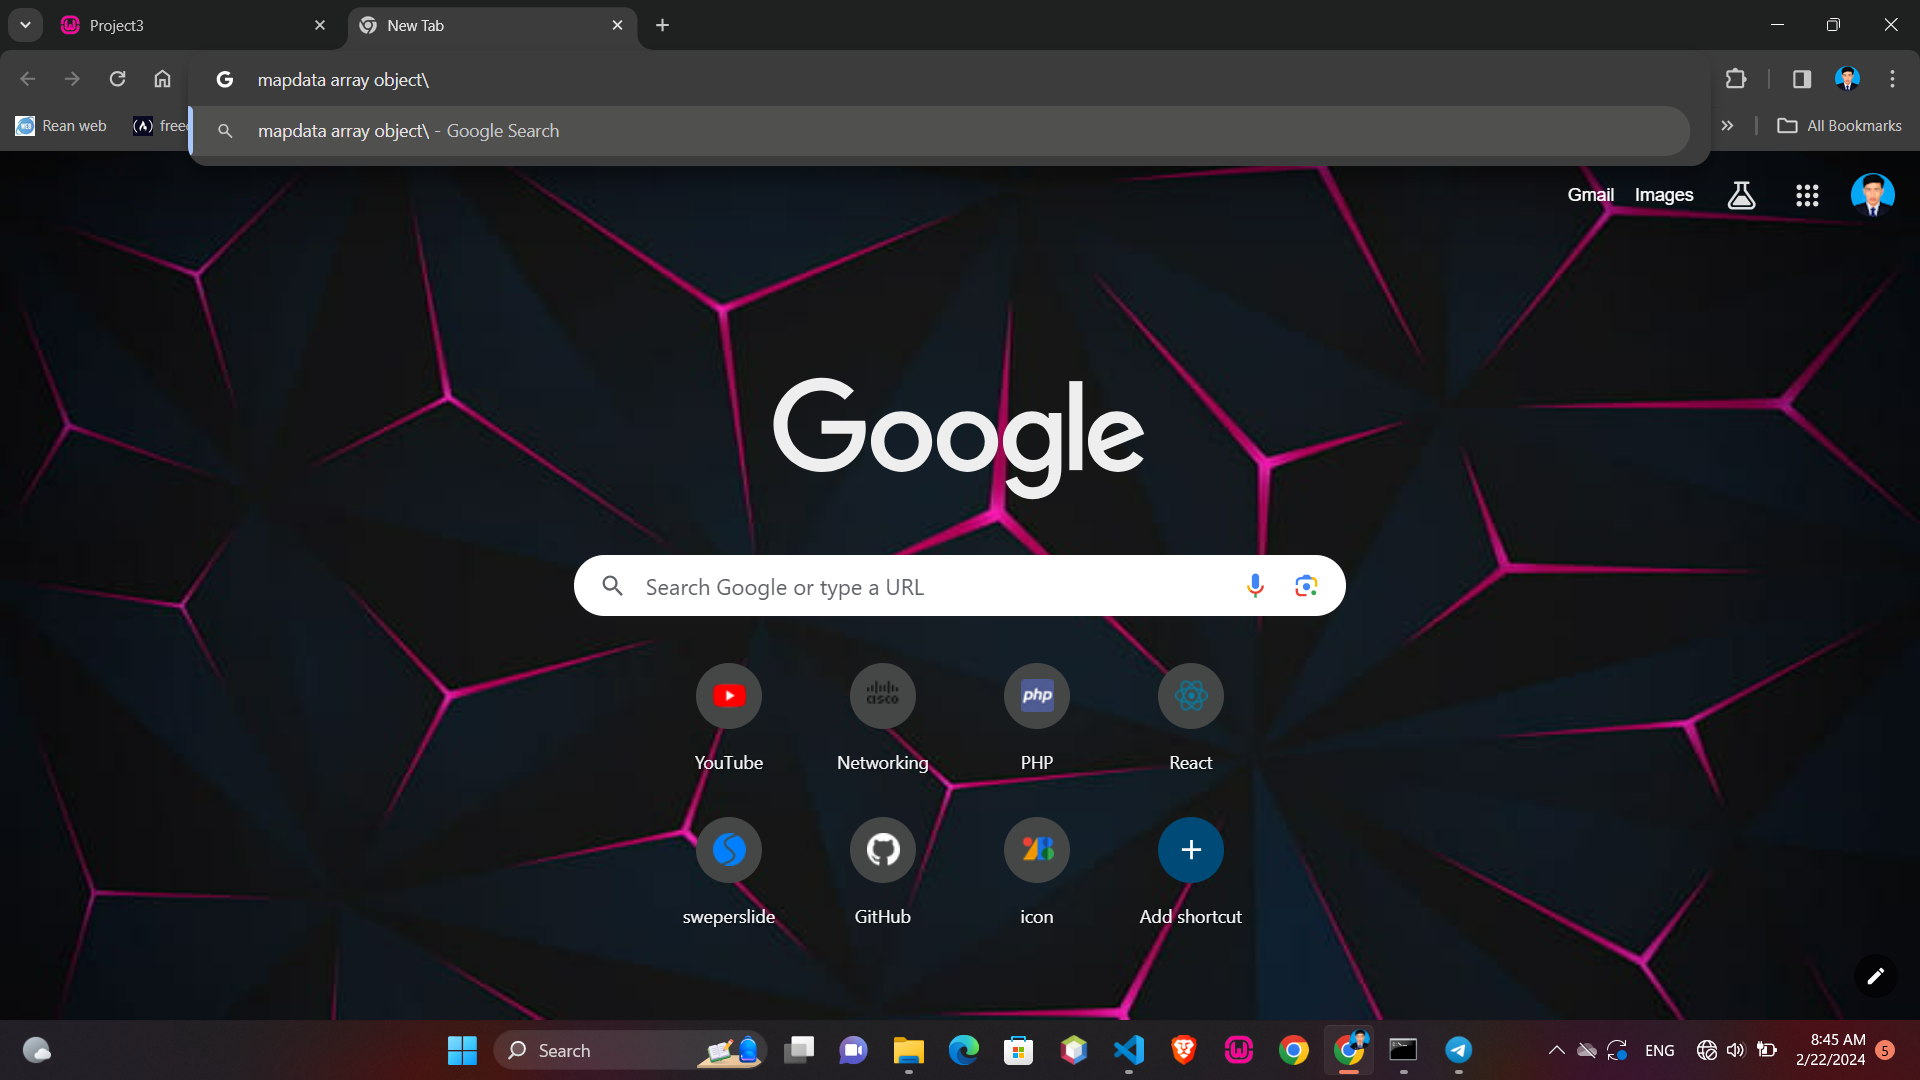 Project3
New Tab
mapdata array object\
mapdata array object\ - Google Search
Rean web
free
All Bookmarks
Gmail
Images
Google
Search Google or type a URL
YouTube
Networking
PHP
React
sweperslide
GitHub
icon
Add shortcut
Search
ENG
8:45 AM
2/22/2024
5